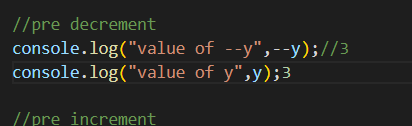 //pre decrement
console.log("value of --y",--y);//3
console.log("value of y",y);3
//pre increment